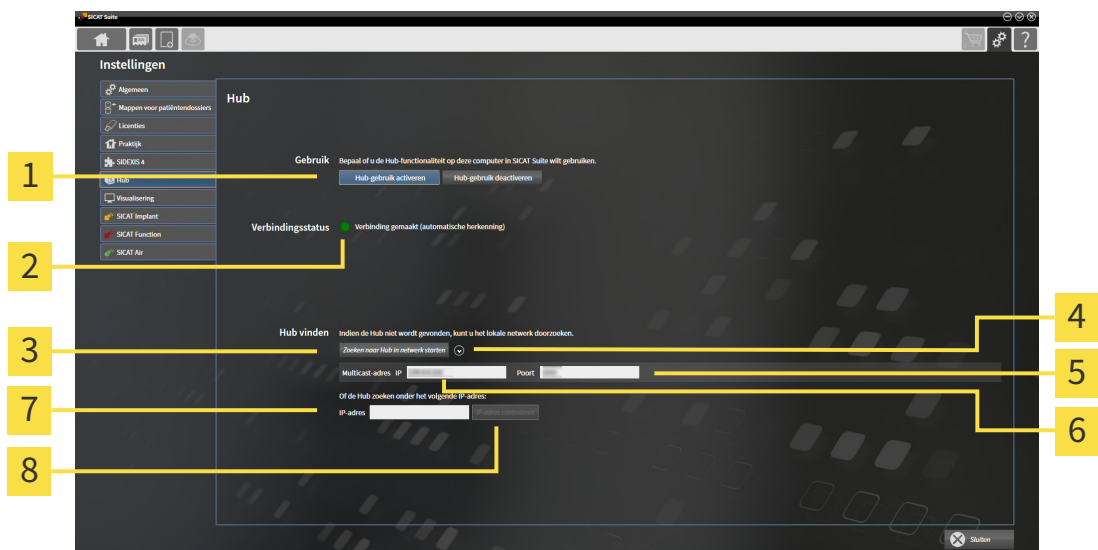 SICAT Suite
?
Instellingen
Algemeen
Mappen voor patiëntendossiers
Licenties
Praktijk
SIDEXIS 4
Hub
Visualisering
SICAT Implant
SICAT Function
SICAT Air
Hub
Gebruik Bepaal of u de Hub-functionaliteit op deze computer in SICAT Suite wilt gebruiken.
Hub-gebruik activeren Hub-gebruik deactiveren
Verbindingsstatus Verbinding gemaakt (automatische herkenning)
Hub vinden Indien de Hub niet wordt gevonden, kunt u het lokale netwerk doorzoeken.
Zoeken naar Hub in netwerk starten
Multicast-adres IP Poort
Of de Hub zoeken onder het volgende IP-adres:
IP-adres IP-adres controleren
Sluiten
1
2
3
4
5
6
7
8